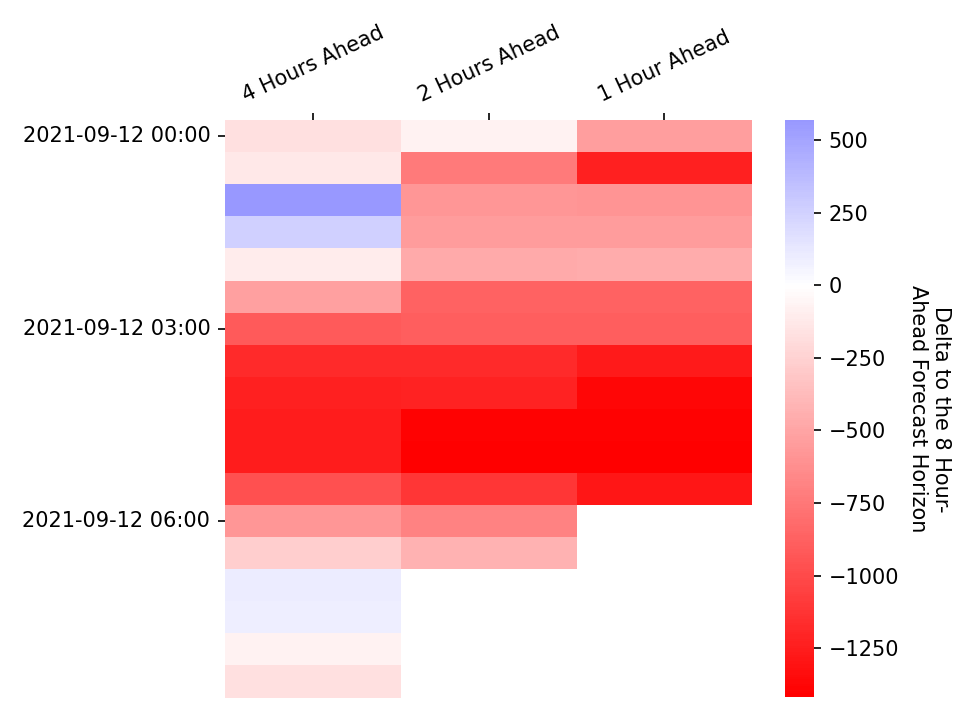 4 Hours Ahead
2 Hours Ahead
1 Hour Ahead
2021-09-12 00:00
2021-09-12 03:00
2021-09-12 06:00
500
250
0
−250
−500
−750
−1000
−1250
Delta to the 8 Hour-
Ahead Forecast Horizon